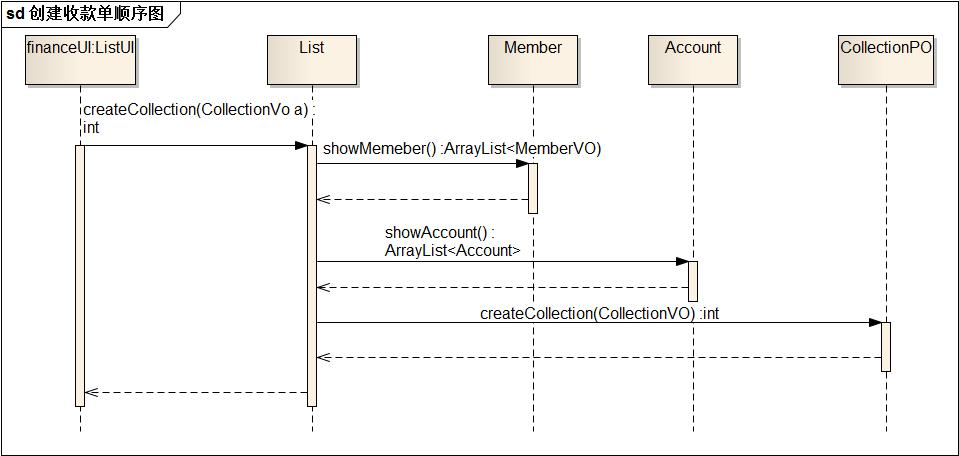 sd 创建收款单顺序图
financeUI:ListUI
List
Member
Account
CollectionPO
createCollection(CollectionVo a) :
int
showMemeber() :ArrayList<MemberVO)
showAccount() :
ArrayList<Account>
createCollection(CollectionVO) :int